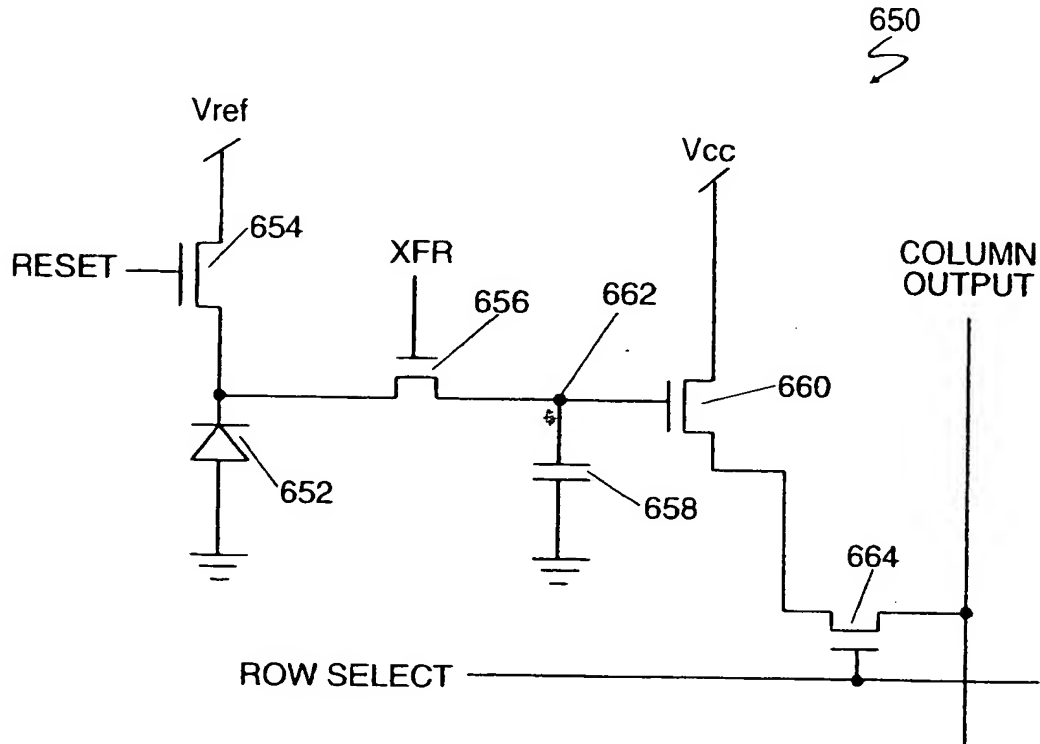 650
Vref
Vcc
654
RESET
XFR
COLUMN
OUTPUT
656
662
660
652
658
664
ROW SELECT